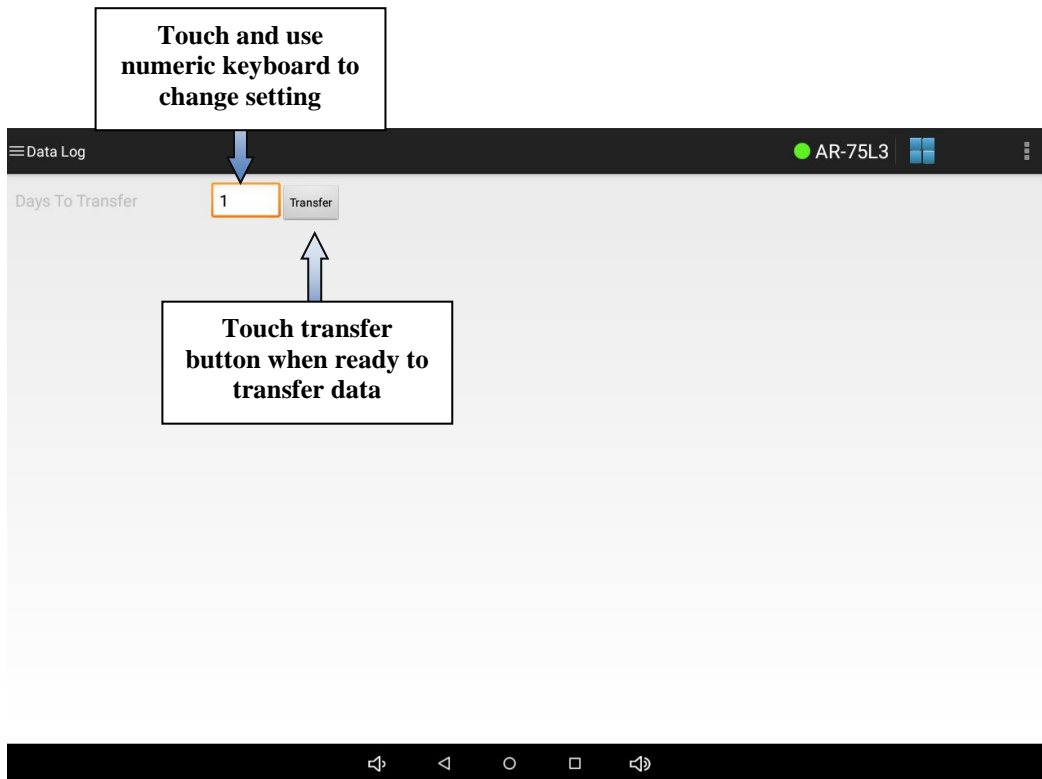 Touch and use
numeric keyboard to
change setting
Data Log
AR-75L3
Days To Transfer
1
Transfer
Touch transfer
button when ready to
transfer data